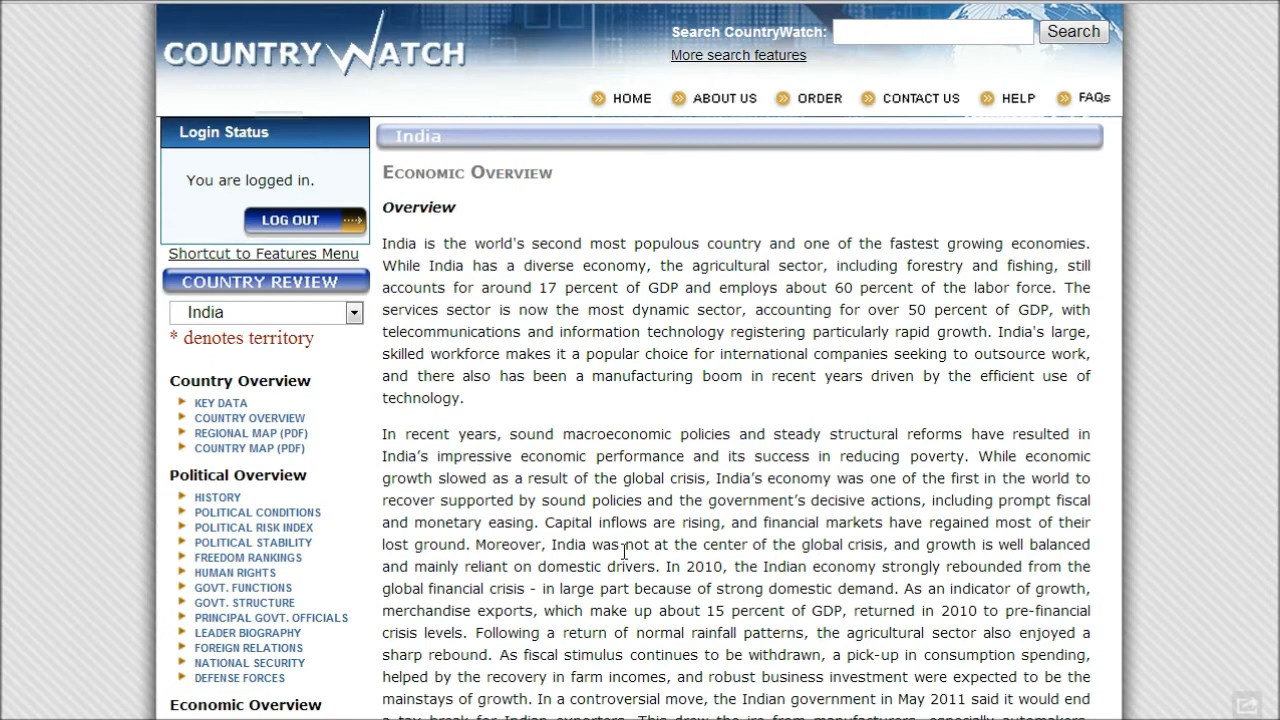 COUNTRYWATCH
Search CountryWatch:
Search
More search features
HOME
ABOUT US
ORDER
CONTACT US
HELP
FAQs
Login Status
You are logged in.
LOG OUT
Shortcut to Features Menu
COUNTRY REVIEW
India
* denotes territory
Country Overview
KEY DATA
COUNTRY OVERVIEW
REGIONAL MAP (PDF)
COUNTRY MAP (PDF)
Political Overview
HISTORY
POLITICAL CONDITIONS
POLITICAL RISK INDEX
POLITICAL STABILITY
FREEDOM RANKINGS
HUMAN RIGHTS
GOVT. FUNCTIONS
GOVT. STRUCTURE
PRINCIPAL GOVT. OFFICIALS
LEADER BIOGRAPHY
FOREIGN RELATIONS
NATIONAL SECURITY
DEFENSE FORCES
Economic Overview
India
ECONOMIC OVERVIEW
Overview
India is the world's second most populous country and one of the fastest growing economies.
While India has a diverse economy, the agricultural sector, including forestry and fishing, still
accounts for around 17 percent of GDP and employs about 60 percent of the labor force. The
services sector is now the most dynamic sector, accounting for over 50 percent of GDP, with
telecommunications and information technology registering particularly rapid growth. India's large,
skilled workforce makes it a popular choice for international companies seeking to outsource work,
and there also has been a manufacturing boom in recent years driven by the efficient use of
technology.
In recent years, sound macroeconomic policies and steady structural reforms have resulted in
India’s impressive economic performance and its success in reducing poverty. While economic
growth slowed as a result of the global crisis, India’s economy was one of the first in the world to
recover supported by sound policies and the government’s decisive actions, including prompt fiscal
and monetary easing. Capital inflows are rising, and financial markets have regained most of their
lost ground. Moreover, India was not at the center of the global crisis, and growth is well balanced
and mainly reliant on domestic drivers. In 2010, the Indian economy strongly rebounded from the
global financial crisis - in large part because of strong domestic demand. As an indicator of growth,
merchandise exports, which make up about 15 percent of GDP, returned in 2010 to pre-financial
crisis levels. Following a return of normal rainfall patterns, the agricultural sector also enjoyed a
sharp rebound. As fiscal stimulus continues to be withdrawn, a pick-up in consumption spending,
helped by the recovery in farm incomes, and robust business investment were expected to be the
mainstays of growth. In a controversial move, the Indian government in May 2011 said it would end
a tax break for Indian exporters. This drew the ire from manufacturers, especially automakers,